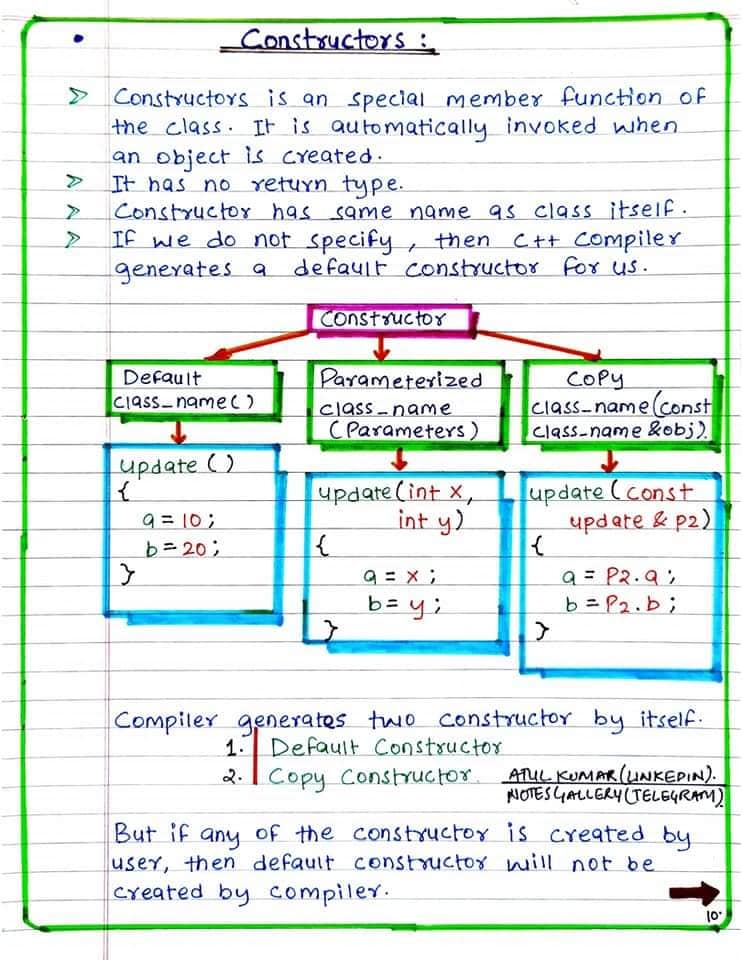 Constructors :
Constructors is an special member function of
the class. It is automatically invoked when
an object is created.
It has no return type.
Constructor has same name as class itself.
If we do not specify, then C++ compiler
generates a default constructor for us.
Constructor
Default
class_name()
Parameterized
class_name
(Parameters)
Copy
class_name(const
class_name &obj).
update ()
{
a = 10 ;
b = 20 ;
}
update(int x,
int y)
{
a = x ;
b = y ;
}
update (const
update & P2)
{
a = P2.a ;
b = P2.b ;
}
Compiler generates two constructor by itself.
1. Default Constructor
2. Copy Constructor.
ATUL KUMAR (LINKEDIN).
NOTES GALLERY (TELEGRAM)
But if any of the constructor is created by
user, then default constructor will not be
created by compiler.
10.